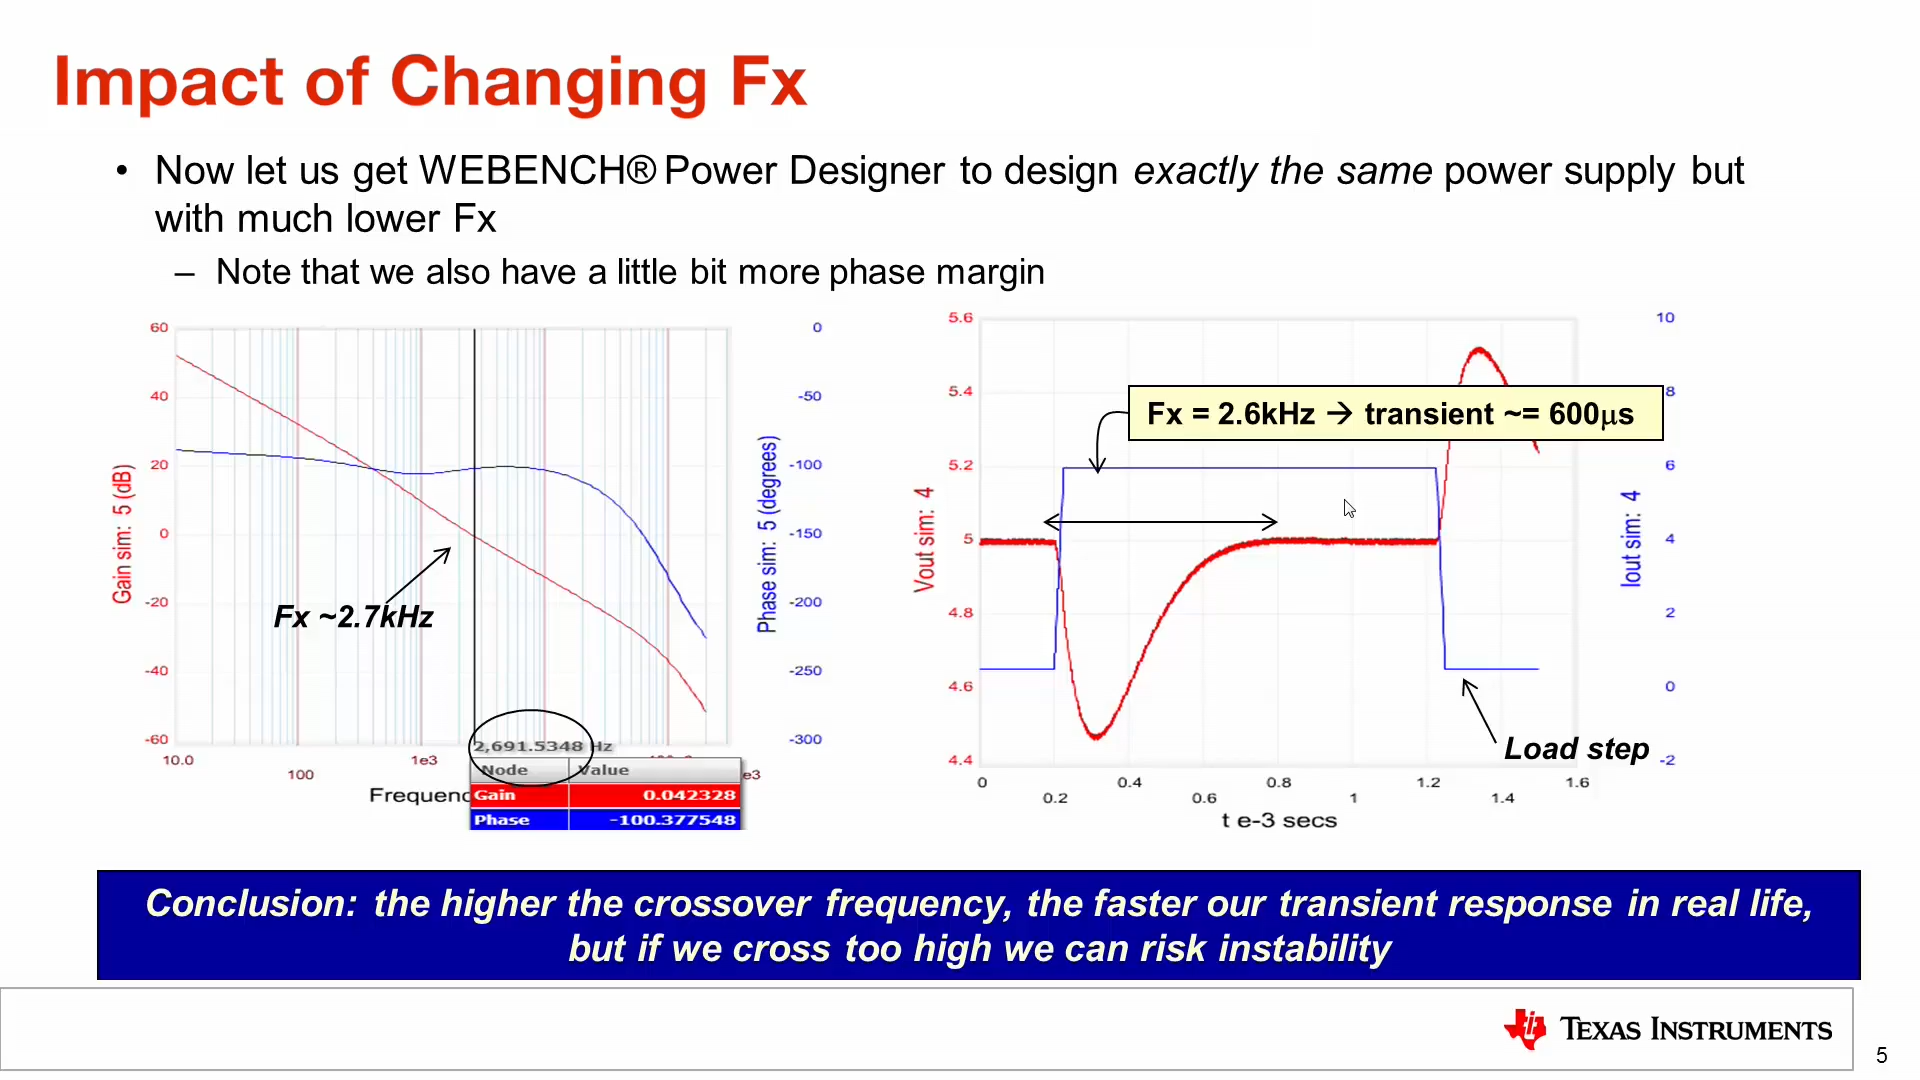 Impact of Changing Fx
• Now let us get WEBENCH® Power Designer to design exactly the same power supply but
with much lower Fx
– Note that we also have a little bit more phase margin
60
40
20
0
-20
-40
-60
Gain sim: 5 (dB)
0
-50
-100
-150
-200
-250
-300
Phase sim: 5 (degrees)
Fx ~2.7kHz
10.0
100
1e3
e3
2,691.5348 Hz
Node Value
Gain 0.042328
Phase -100.377548
5.6
5.4
5.2
5
4.8
4.6
4.4
Vout sim: 4
10
8
6
4
2
0
-2
Iout sim: 4
Fx = 2.6kHz → transient ~= 600μs
Load step
0 0.2 0.4 0.6 0.8 1 1.2 1.4 1.6
t e-3 secs
Conclusion: the higher the crossover frequency, the faster our transient response in real life,
but if we cross too high we can risk instability
TEXAS INSTRUMENTS
5